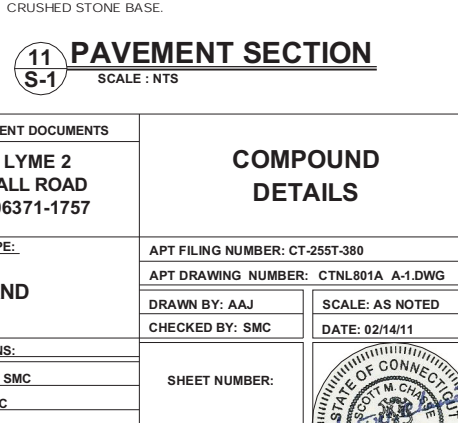 CRUSHED STONE BASE.
11
S-1
PAVEMENT SECTION
SCALE : NTS
ENT DOCUMENTS
LYME 2
ALL ROAD
06371-1757
COMPOUND
DETAILS
PE:
ND
APT FILING NUMBER: CT-255T-380
APT DRAWING NUMBER: CTNL801A A-1.DWG
DRAWN BY: AAJ
SCALE: AS NOTED
CHECKED BY: SMC
DATE: 02/14/11
NS:
SMC
C
SHEET NUMBER:
STATE OF CONNECTICUT
SCOTT M. CHA